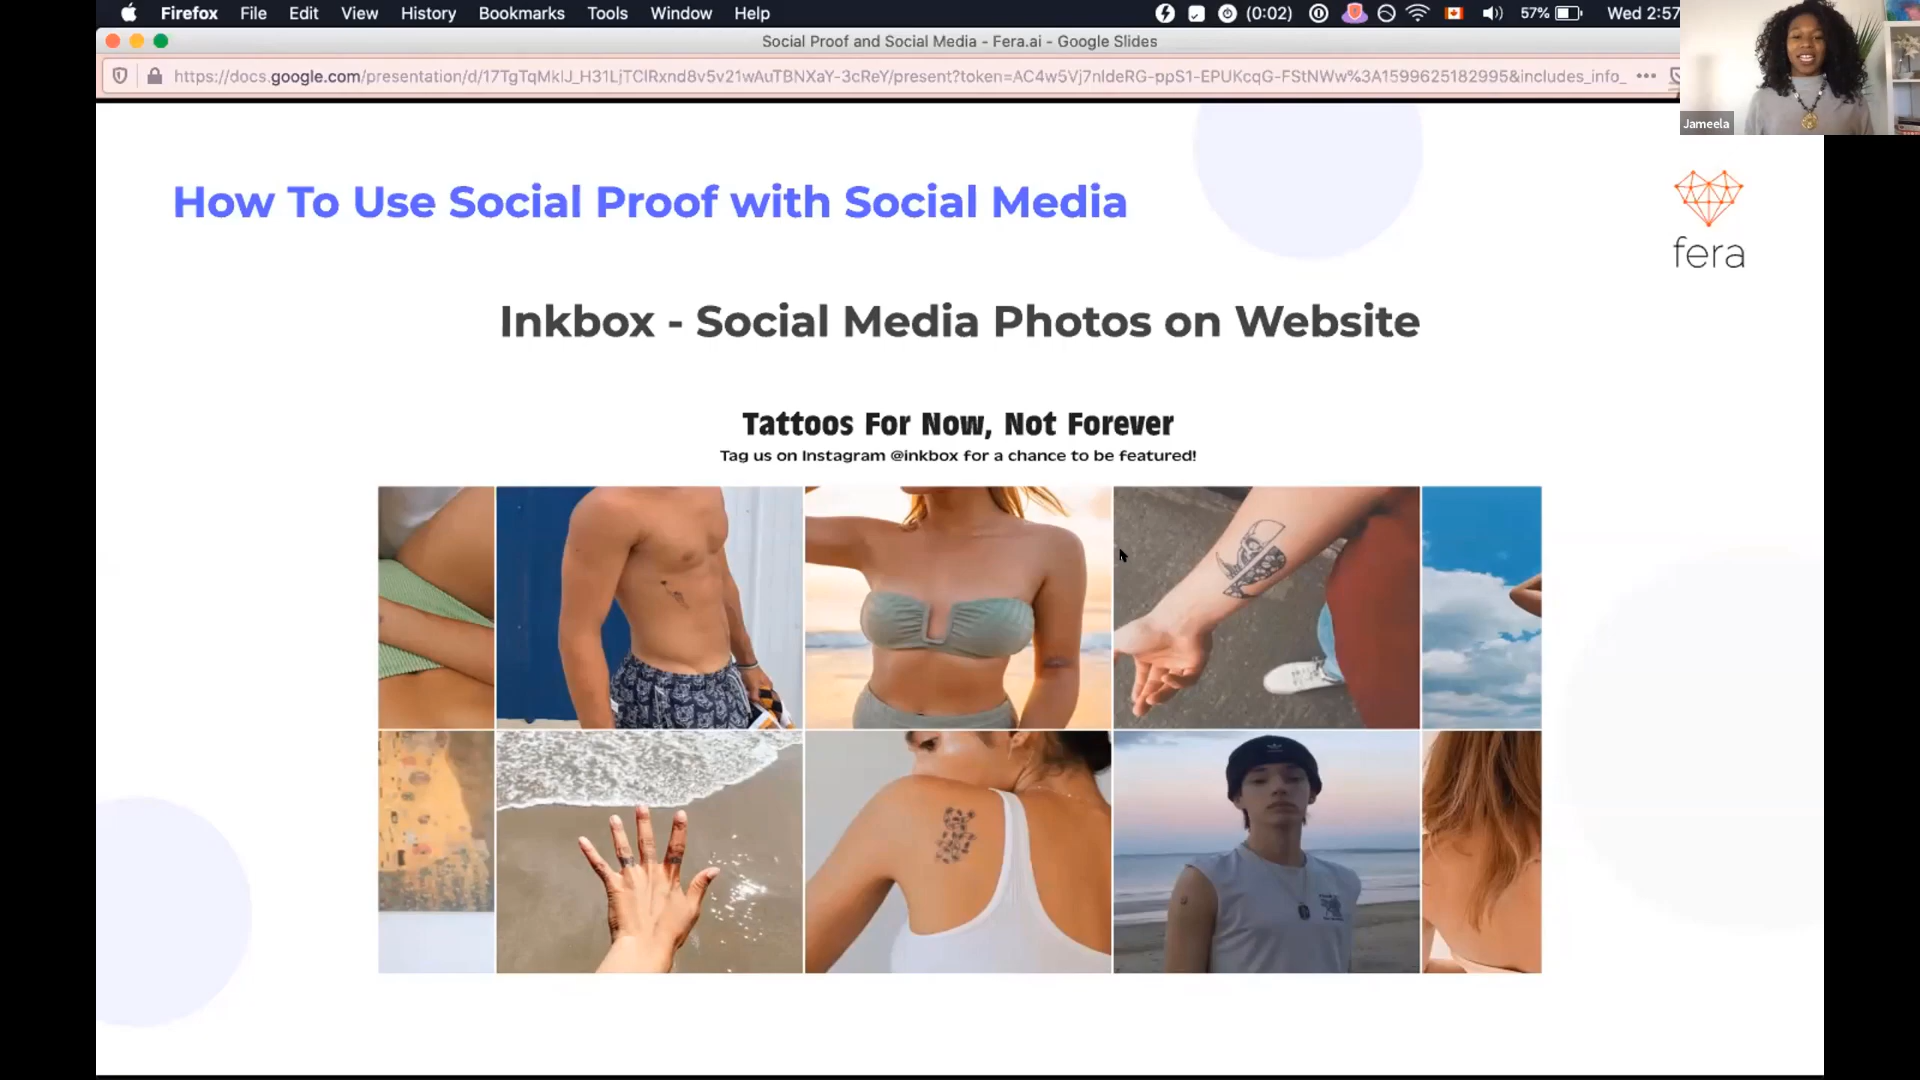 Firefox File Edit View History Bookmarks Tools Window Help (0:02) 57% Wed 2:57
Social Proof and Social Media - Fera.ai - Google Slides
https://docs.google.com/presentation/d/17TgTqMkIJ_H31LjTClRxnd8v5v21wAuTBNXaY-3cReY/present?token=AC4w5Vj7nIdeRG-ppS1-EPUKcqG-FStNWw%3A1599625182995&includes_info_
Jameela
How To Use Social Proof with Social Media
fera
Inkbox - Social Media Photos on Website
Tattoos For Now, Not Forever
Tag us on Instagram @inkbox for a chance to be featured!